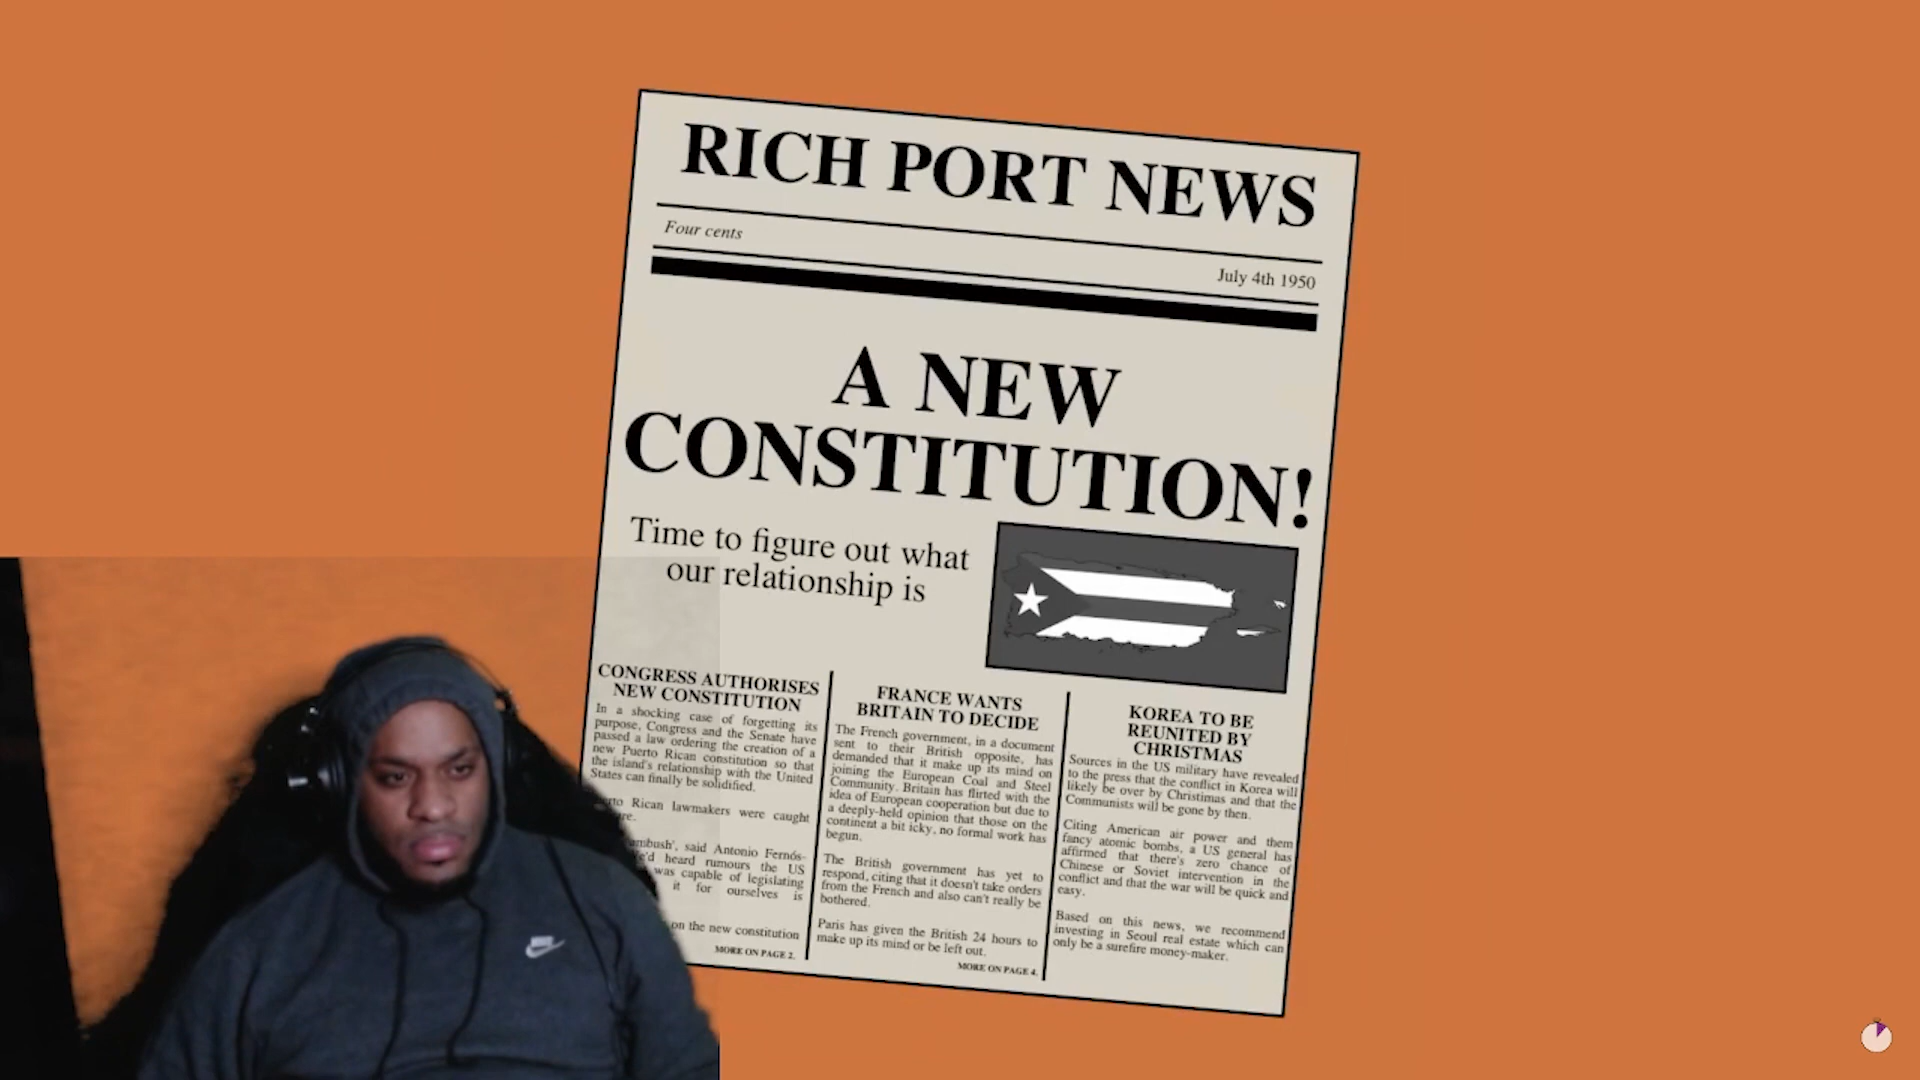 RICH PORT NEWS
Four cents
July 4th 1950
A NEW
CONSTITUTION!
Time to figure out what
our relationship is
CONGRESS AUTHORISES
NEW CONSTITUTION
In a shocking case of forgetting its
purpose, Congress and the Senate have
passed a law ordering the creation of a
new Puerto Rican constitution so that
the island's relationship with the United
States can finally be solidified.
Rican lawmakers were caught
ambush', said Antonio Fernós-
heard rumours the US
was capable of legislating
it for ourselves is
on the new constitution
MORE ON PAGE 2.
FRANCE WANTS
BRITAIN TO DECIDE
The French government, in a document
sent to their British opposite, has
demanded that it make up its mind on
joining the European Coal and Steel
Community. Britain has flirted with the
idea of European cooperation but due to
a deeply-held opinion that those on the
continent a bit icky, no formal work has
begun.
The British government has yet to
respond, citing that it doesn't take orders
from the French and also can't really be
bothered.
Paris has given the British 24 hours to
make up its mind or be left out.
MORE ON PAGE 4.
KOREA TO BE
REUNITED BY
CHRISTMAS
Sources in the US military have revealed
to the press that the conflict in Korea will
likely be over by Christmas and that the
Communists will be gone by then.
Citing American air power and them
fancy atomic bombs, a US general has
affirmed that there's zero chance of
Chinese or Soviet intervention in the
conflict and that the war will be quick and
easy.
Based on this news, we recommend
investing in Seoul real estate which can
only be a surefire money-maker.